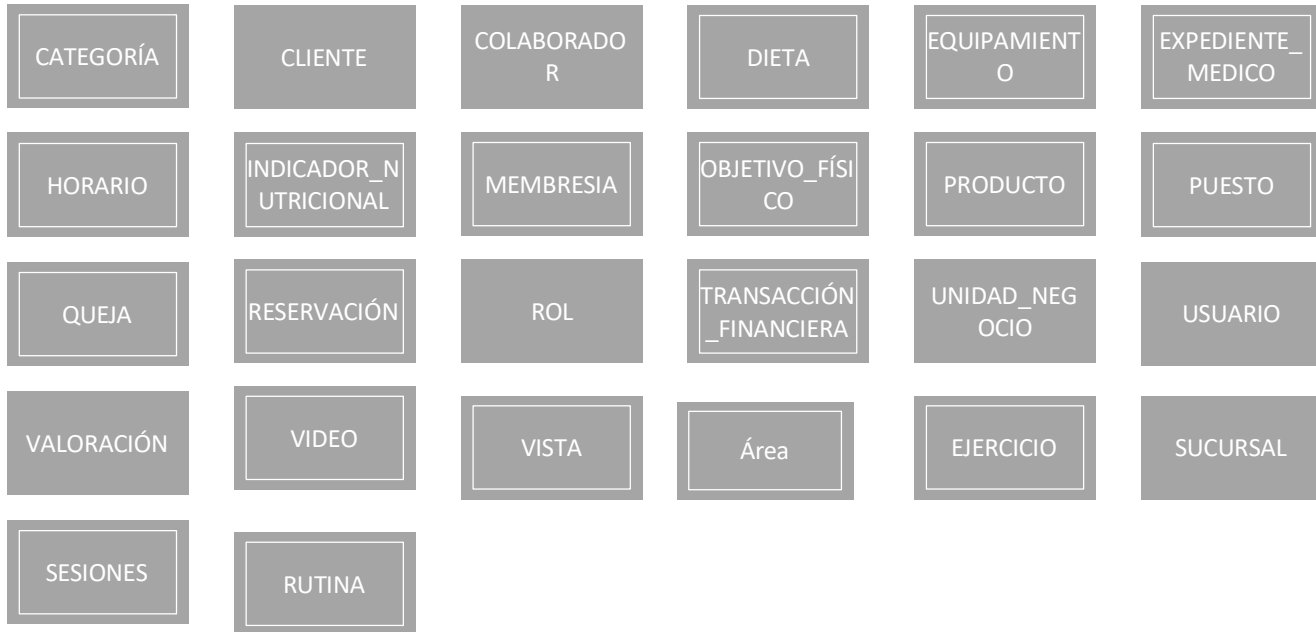 CATEGORÍA
CLIENTE
COLABORADO
R
DIETA
EQUIPAMIENT
O
EXPEDIENTE_
MEDICO
HORARIO
INDICADOR_N
UTRICIONAL
MEMBRESIA
OBJETIVO_FÍSI
CO
PRODUCTO
PUESTO
QUEJA
RESERVACIÓN
ROL
TRANSACCIÓN
_FINANCIERA
UNIDAD_NEG
OCIO
USUARIO
VALORACIÓN
VIDEO
VISTA
Área
EJERCICIO
SUCURSAL
SESIONES
RUTINA